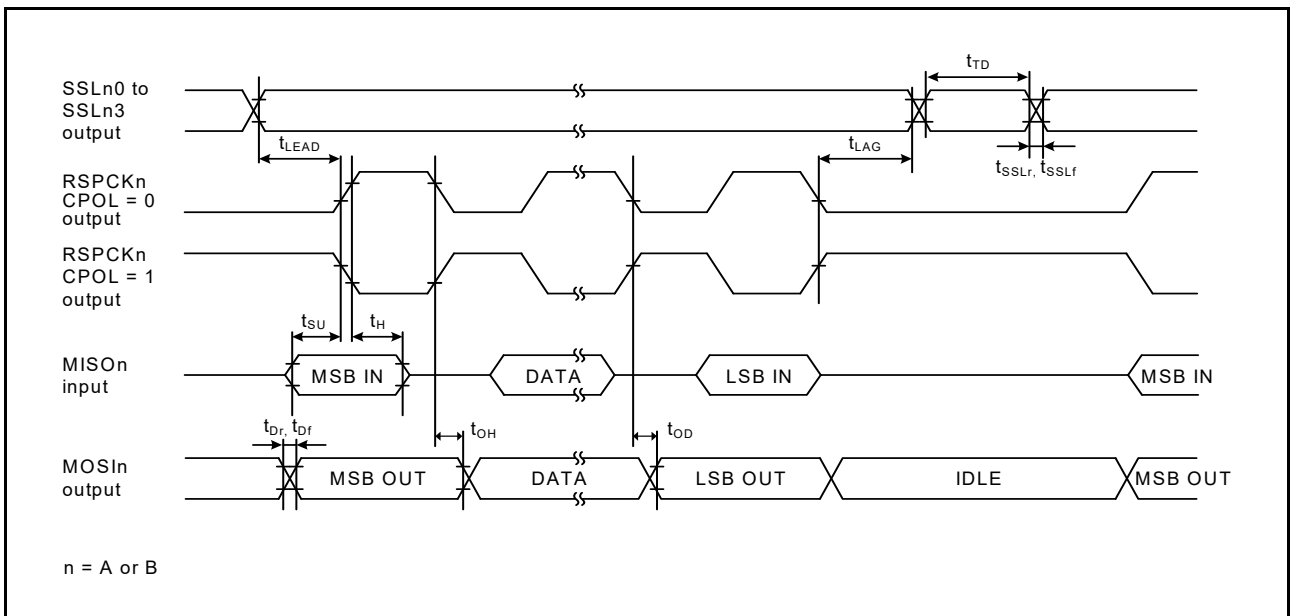 SSLn0 to
SSLn3
output
tTD
tLEAD
tLAG
tSSLr, tSSLf
RSPCKn
CPOL = 0
output
RSPCKn
CPOL = 1
output
tSU
tH
MISOn
input
MSB IN
DATA
LSB IN
MSB IN
tDr, tDf
tOH
tOD
MOSIn
output
MSB OUT
DATA
LSB OUT
IDLE
MSB OUT
n = A or B